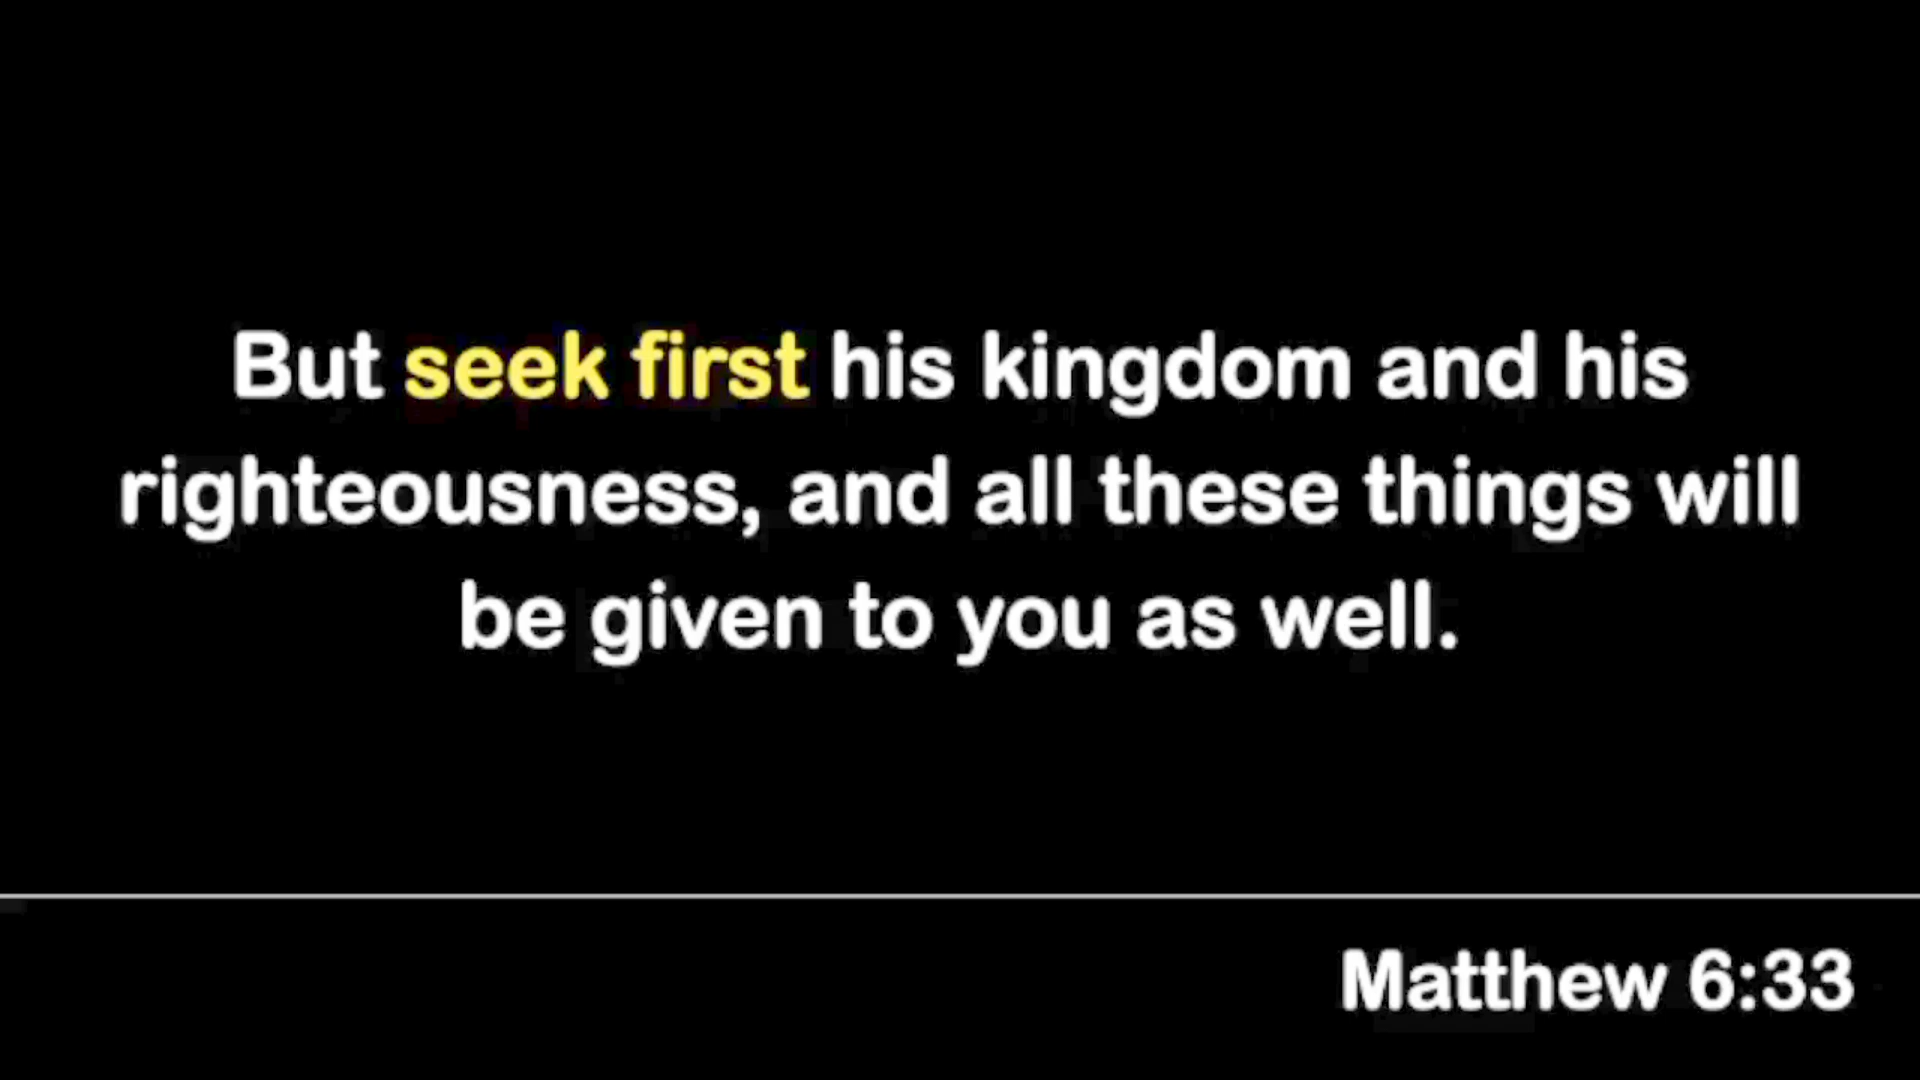 But seek first his kingdom and his
righteousness, and all these things will
be given to you as well.
Matthew 6:33